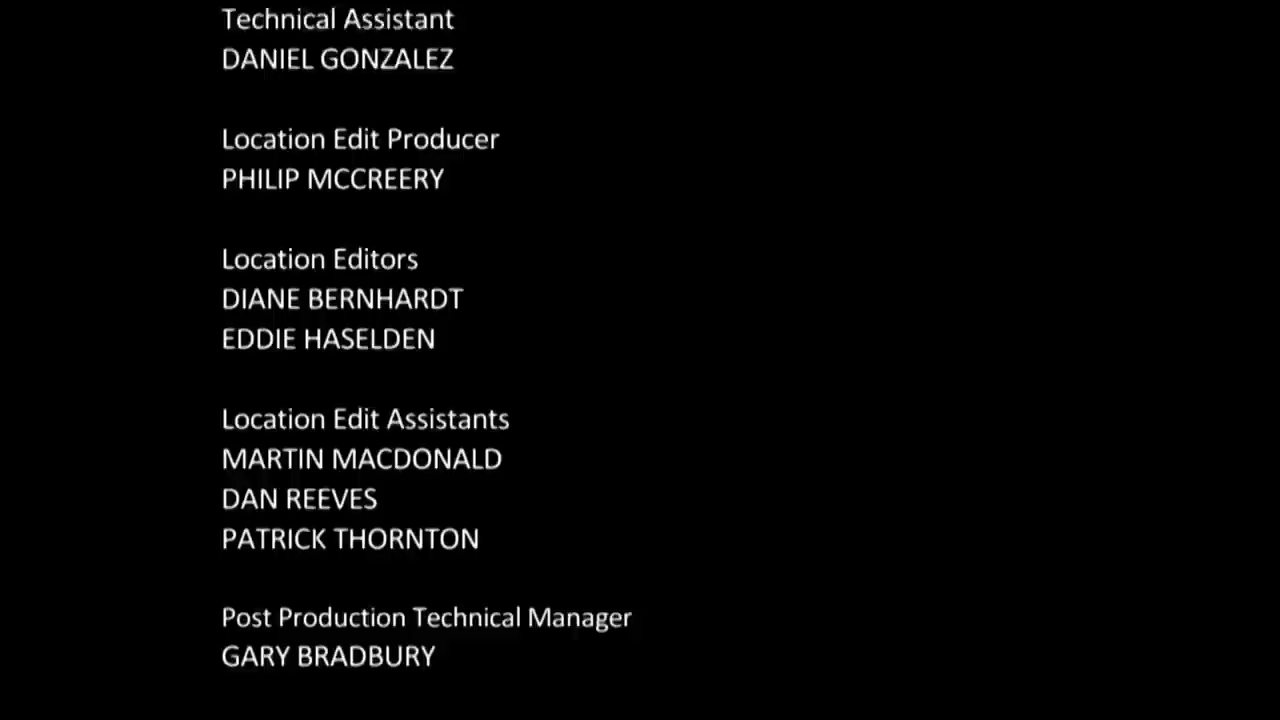 Technical Assistant
DANIEL GONZALEZ
Location Edit Producer
PHILIP MCCREERY
Location Editors
DIANE BERNHARDT
EDDIE HASELDEN
Location Edit Assistants
MARTIN MACDONALD
DAN REEVES
PATRICK THORNTON
Post Production Technical Manager
GARY BRADBURY